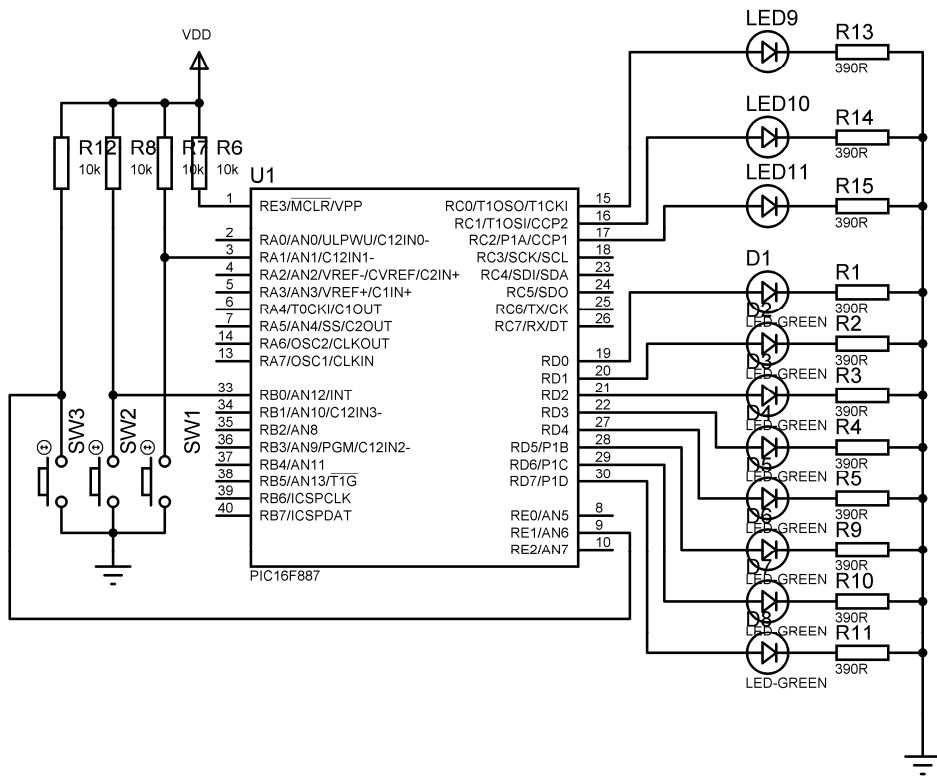 VDD
R12
10k
R8
10k
R7
10k
R6
10k
U1
1 RE3/MCLR/VPP
2 RA0/AN0/ULPWU/C12IN0-
3 RA1/AN1/C12IN1-
4 RA2/AN2/VREF-/CVREF/C2IN+
5 RA3/AN3/VREF+/C1IN+
6 RA4/T0CKI/C1OUT
7 RA5/AN4/SS/C2OUT
14 RA6/OSC2/CLKOUT
13 RA7/OSC1/CLKIN
33 RB0/AN12/INT
34 RB1/AN10/C12IN3-
35 RB2/AN8
36 RB3/AN9/PGM/C12IN2-
37 RB4/AN11
38 RB5/AN13/T1G
39 RB6/ICSPCLK
40 RB7/ICSPDAT
RC0/T1OSO/T1CKI 15
RC1/T1OSI/CCP2 16
RC2/P1A/CCP1 17
RC3/SCK/SCL 18
RC4/SDI/SDA 23
RC5/SDO 24
RC6/TX/CK 25
RC7/RX/DT 26
RD0 19
RD1 20
RD2 21
RD3 22
RD4 27
RD5/P1B 28
RD6/P1C 29
RD7/P1D 30
RE0/AN5 8
RE1/AN6 9
RE2/AN7 10
PIC16F887
SW3
SW2
SW1
LED9
R13
390R
LED10
R14
390R
LED11
R15
390R
D1
LED-GREEN
R1
390R
D2
LED-GREEN
R2
390R
D3
LED-GREEN
R3
390R
D4
LED-GREEN
R4
390R
D5
LED-GREEN
R5
390R
D6
LED-GREEN
R9
390R
D7
LED-GREEN
R10
390R
D8
LED-GREEN
R11
390R